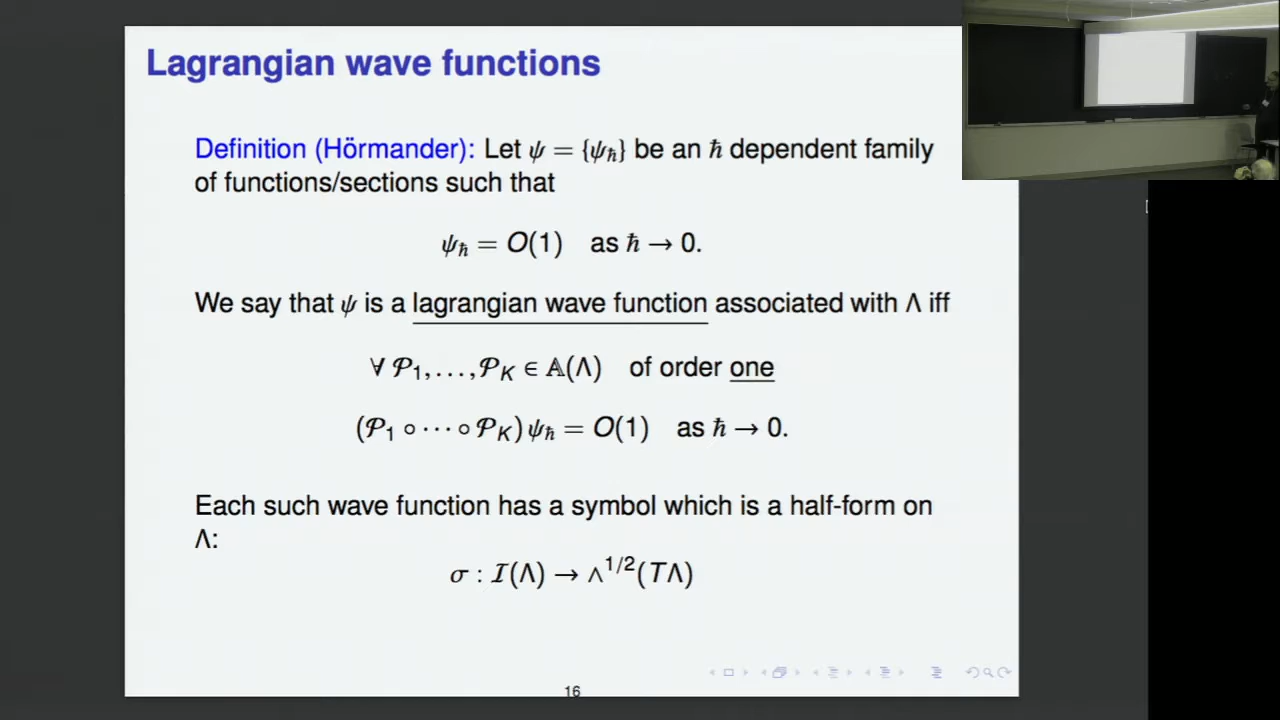 Lagrangian wave functions
Definition (Hörmander): Let ψ = {ψ_ℏ} be an ℏ dependent family
of functions/sections such that
ψ_ℏ = O(1) as ℏ → 0.
We say that ψ is a lagrangian wave function associated with Λ iff
∀ 𝒫₁, …, 𝒫_K ∈ 𝔸(Λ) of order one
(𝒫₁ ∘ ⋯ ∘ 𝒫_K) ψ_ℏ = O(1) as ℏ → 0.
Each such wave function has a symbol which is a half-form on
Λ:
σ : ℐ(Λ) → ∧^{1/2}(TΛ)
16